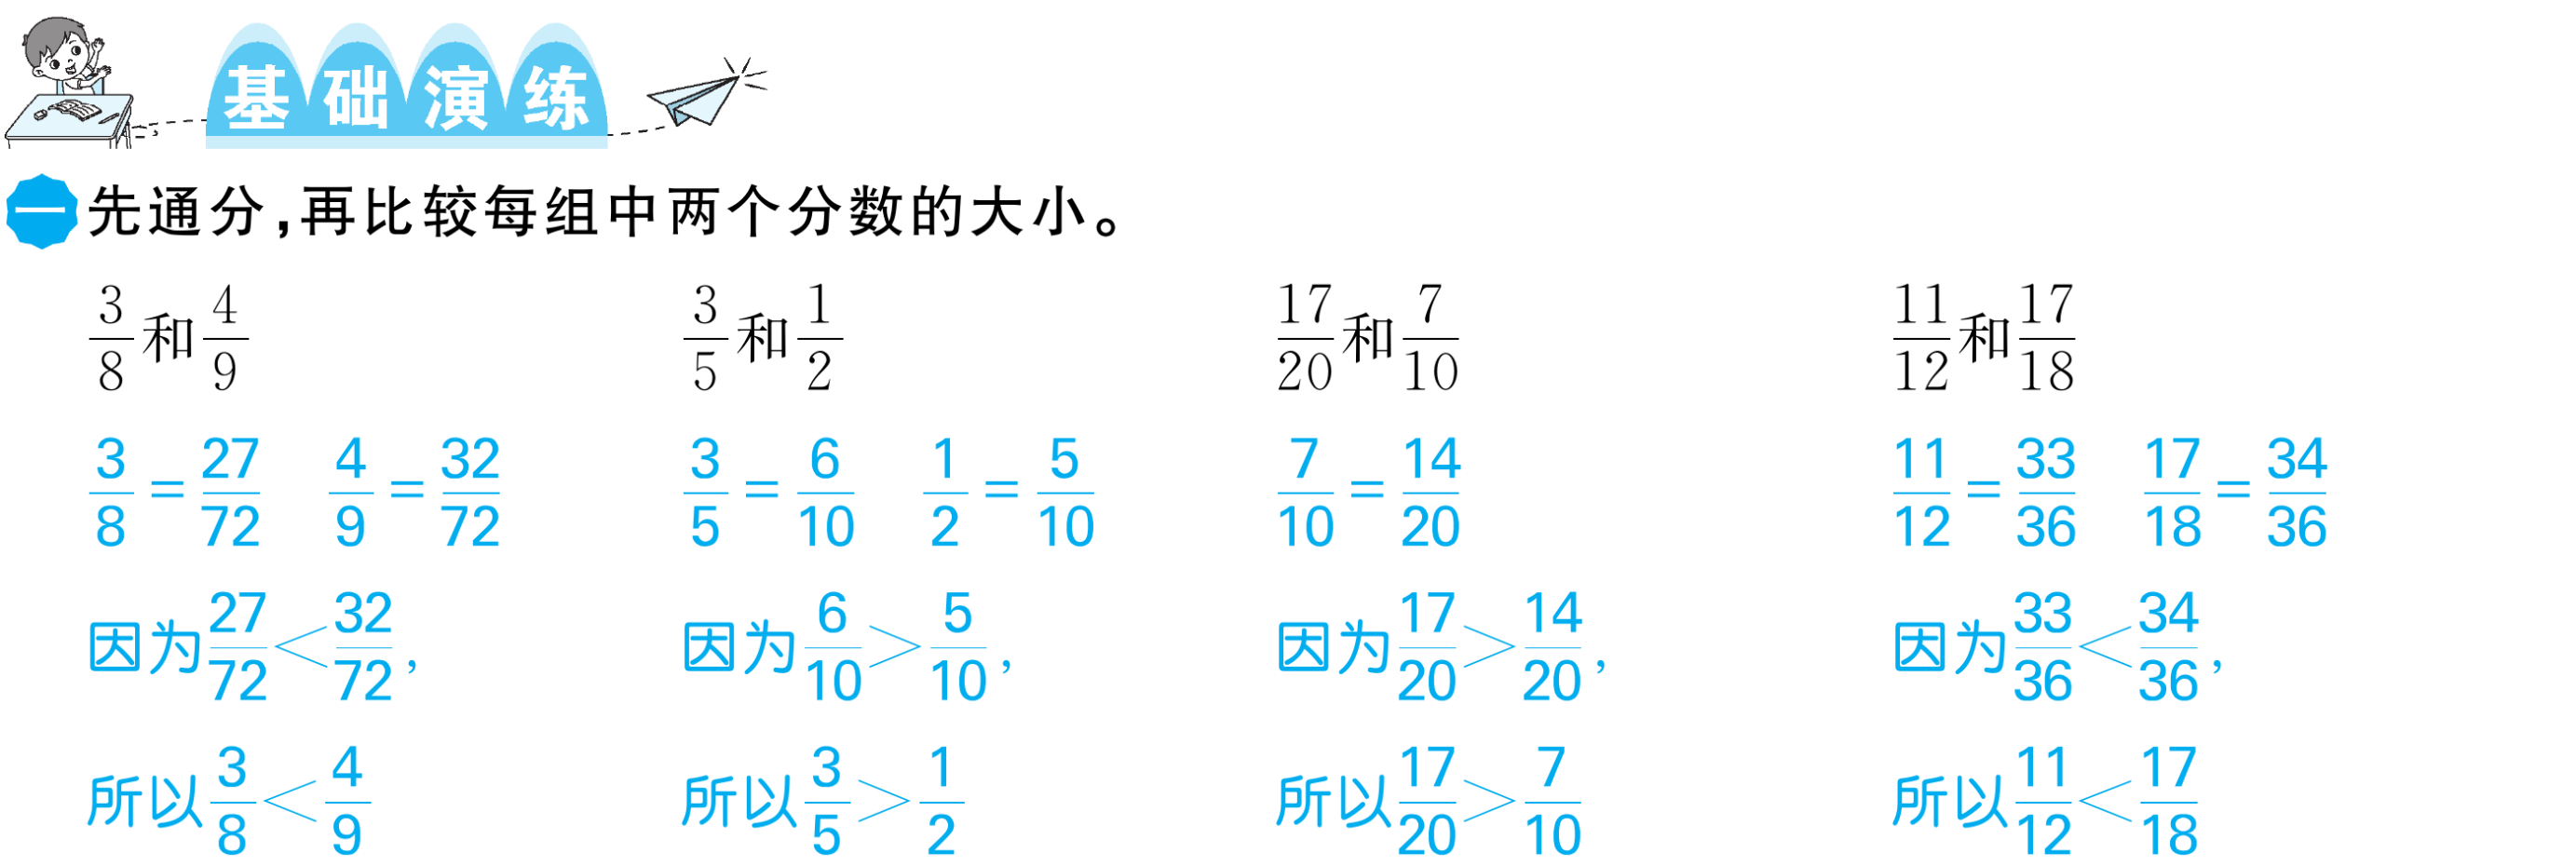 基础演练
一 先通分,再比较每组中两个分数的大小。
3/8和4/9 3/5和1/2 17/20和7/10 11/12和17/18
3/8=27/72 4/9=32/72 3/5=6/10 1/2=5/10 7/10=14/20 11/12=33/36 17/18=34/36
因为27/72<32/72, 因为6/10>5/10, 因为17/20>14/20, 因为33/36<34/36,
所以3/8<4/9 所以3/5>1/2 所以17/20>7/10 所以11/12<17/18